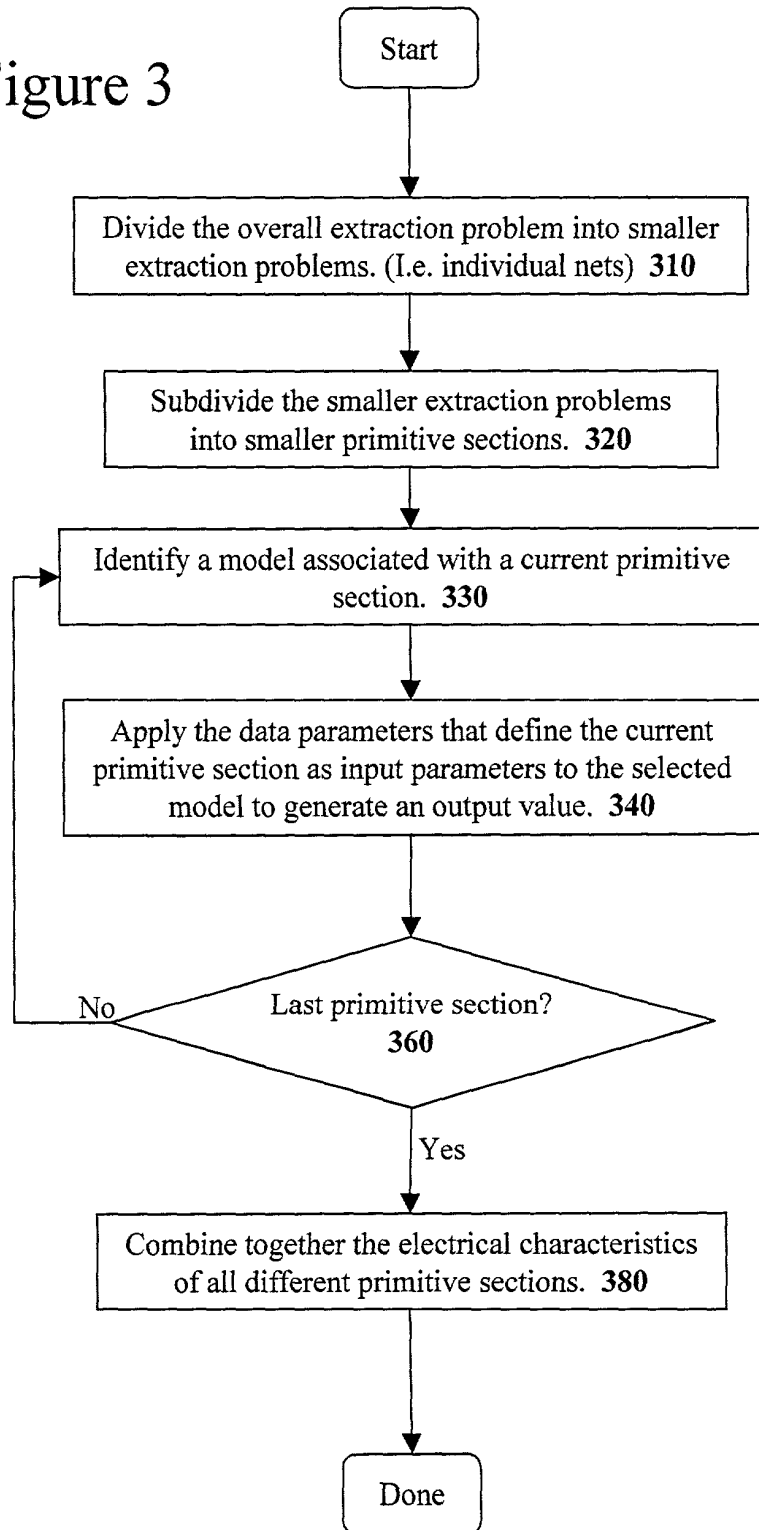 Start
igure 3
Divide the overall extraction problem into smaller
extraction problems. (I.e. individual nets) 310
Subdivide the smaller extraction problems
into smaller primitive sections. 320
Identify a model associated with a current primitive
section. 330
Apply the data parameters that define the current
primitive section as input parameters to the selected
model to generate an output value. 340
No
Last primitive section?
360
Yes
Combine together the electrical characteristics
of all different primitive sections. 380
Done